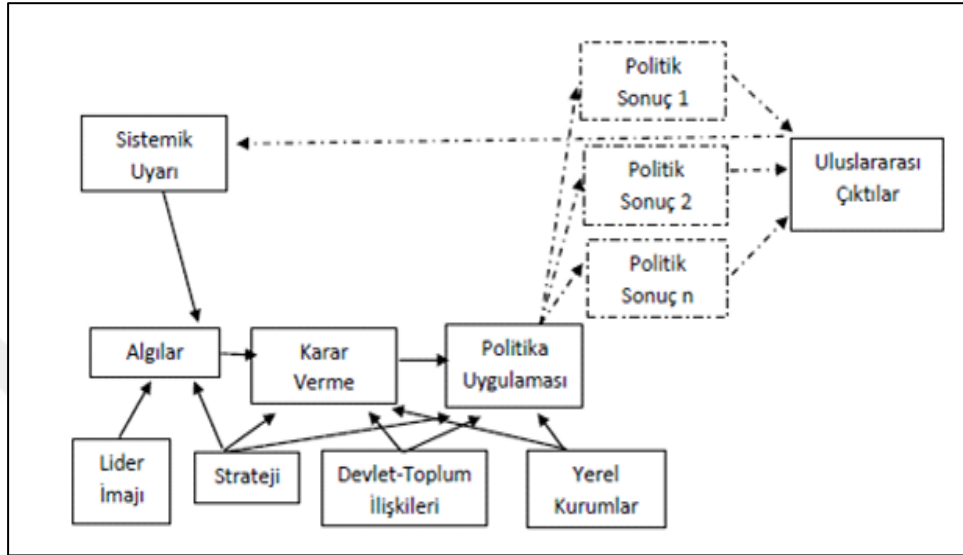 Politik
Sonuç 1
Sistemik
Uyarı
Politik
Sonuç 2
Uluslararası
Çıktılar
Politik
Sonuç n
Algılar
Karar
Verme
Politika
Uygulaması
Lider
İmajı
Strateji
Devlet-Toplum
İlişkileri
Yerel
Kurumlar